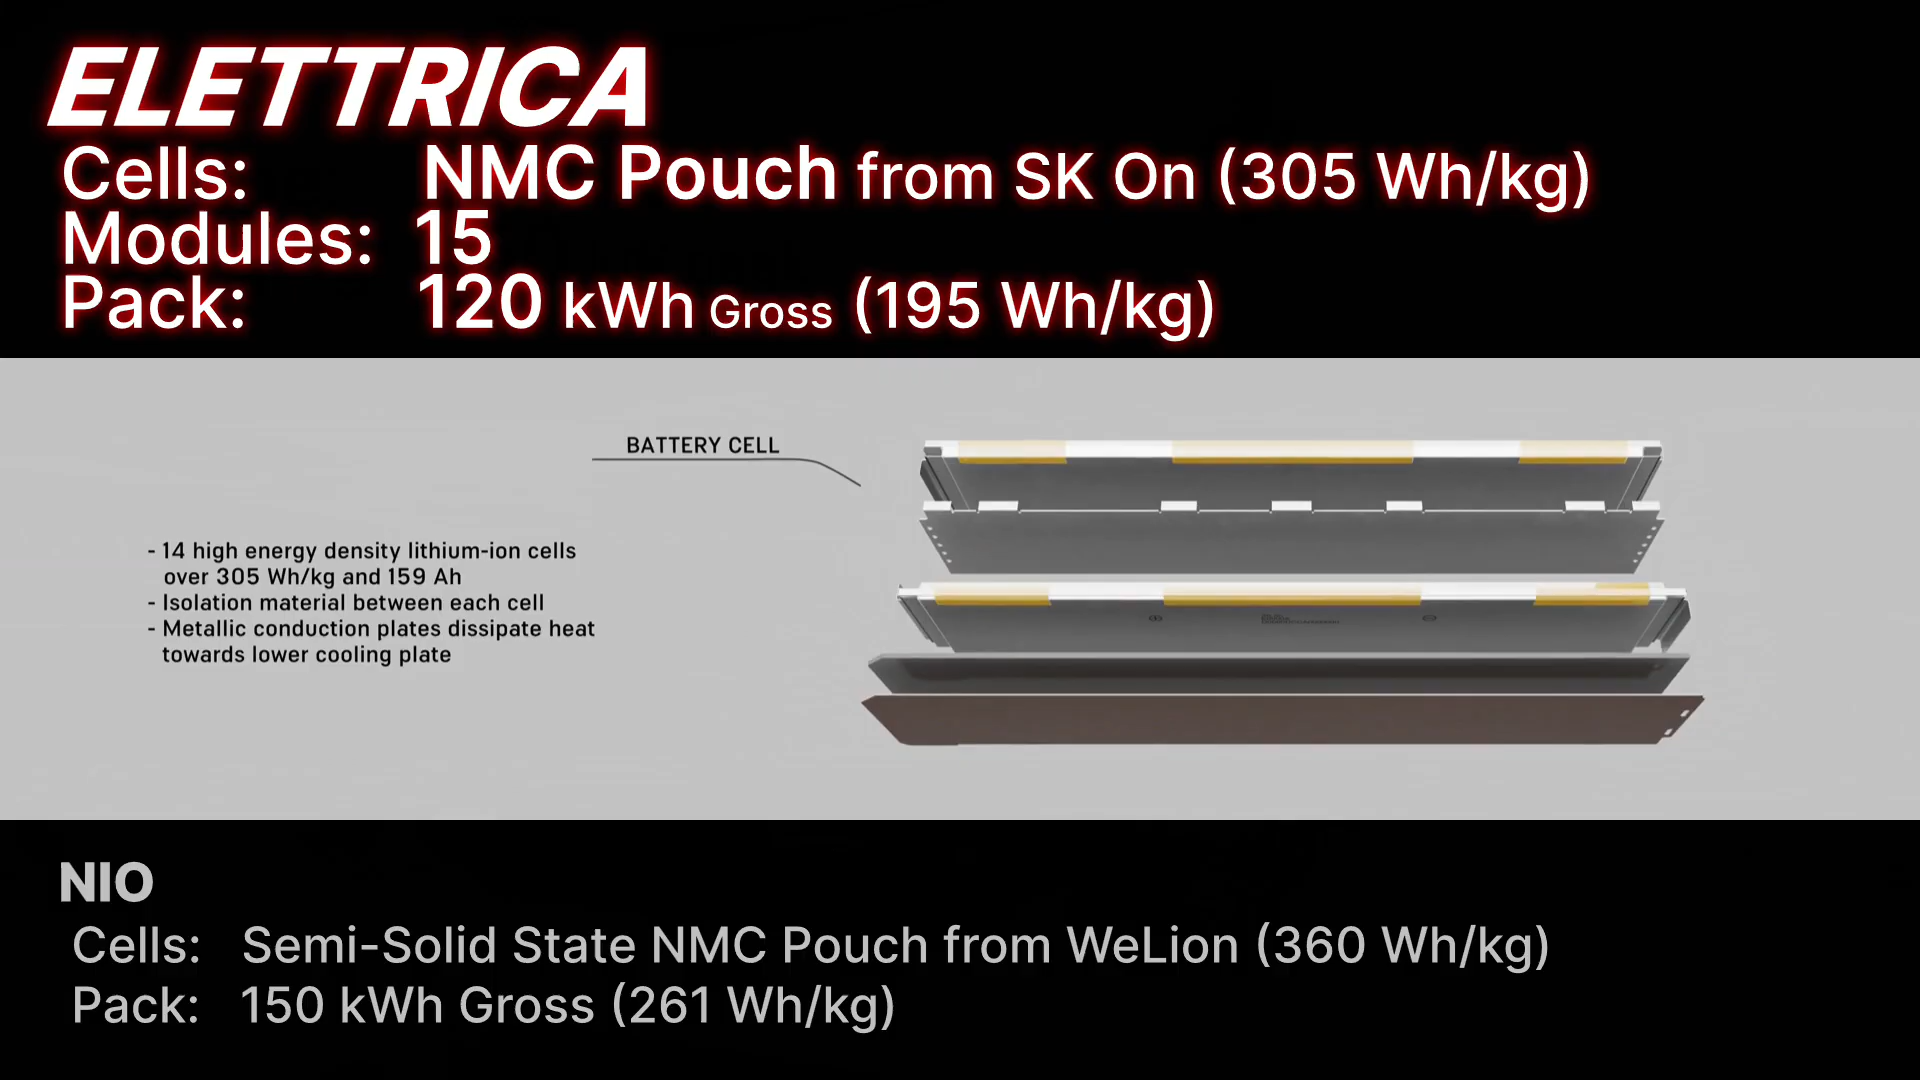 ELETTRICA
Cells: NMC Pouch from SK On (305 Wh/kg)
Modules: 15
Pack: 120 kWh Gross (195 Wh/kg)
BATTERY CELL
- 14 high energy density lithium-ion cells
over 305 Wh/kg and 159 Ah
- Isolation material between each cell
- Metallic conduction plates dissipate heat
towards lower cooling plate
NIO
Cells: Semi-Solid State NMC Pouch from WeLion (360 Wh/kg)
Pack: 150 kWh Gross (261 Wh/kg)